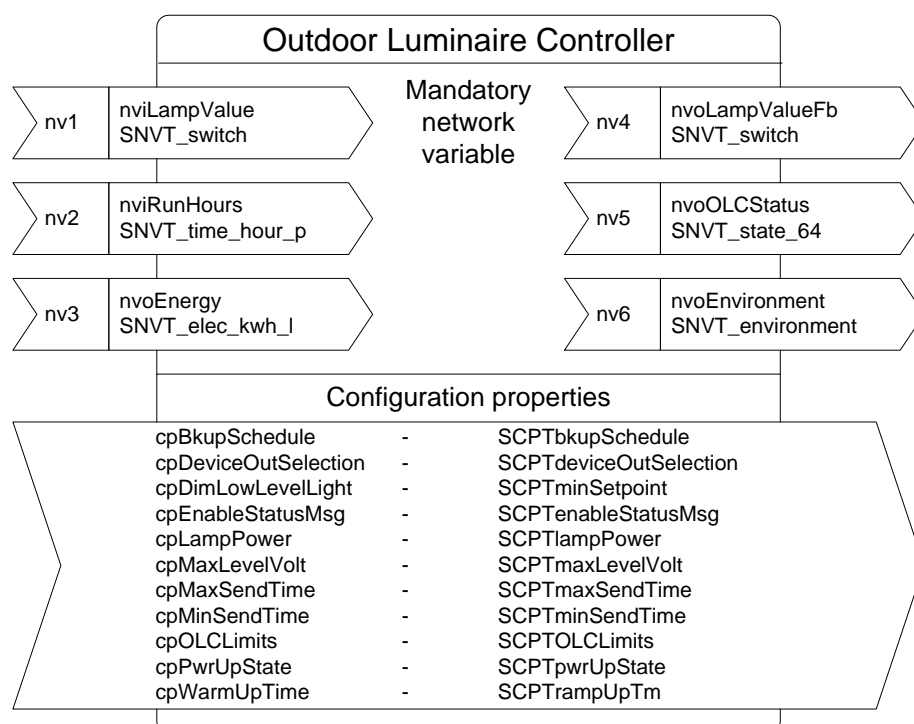 Outdoor Luminaire Controller
Mandatory
network
variable
nv1
nviLampValue
SNVT_switch
nv2
nviRunHours
SNVT_time_hour_p
nv3
nvoEnergy
SNVT_elec_kwh_l
nv4
nvoLampValueFb
SNVT_switch
nv5
nvoOLCStatus
SNVT_state_64
nv6
nvoEnvironment
SNVT_environment
Configuration properties
cpBkupSchedule - SCPTbkupSchedule
cpDeviceOutSelection - SCPTdeviceOutSelection
cpDimLowLevelLight - SCPTminSetpoint
cpEnableStatusMsg - SCPTenableStatusMsg
cpLampPower - SCPTlampPower
cpMaxLevelVolt - SCPTmaxLevelVolt
cpMaxSendTime - SCPTmaxSendTime
cpMinSendTime - SCPTminSendTime
cpOLCLimits - SCPTOLCLimits
cpPwrUpState - SCPTpwrUpState
cpWarmUpTime - SCPTrampUpTm